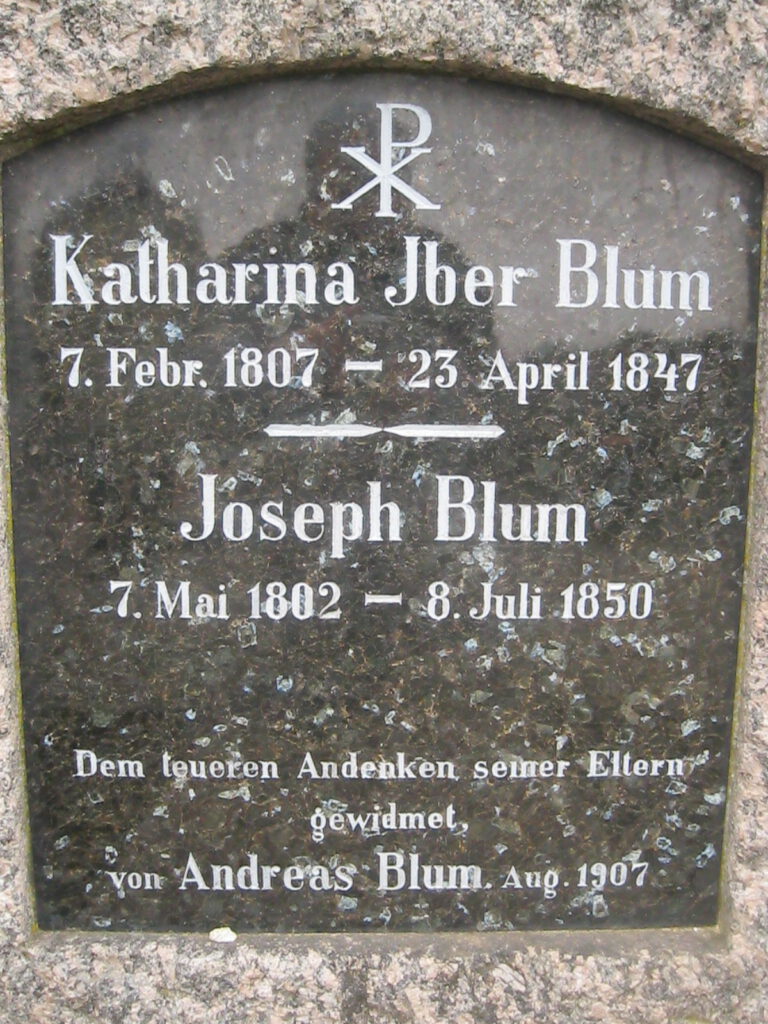 ☧
Katharina Jber Blum
7. Febr. 1807 – 23 April 1847
Joseph Blum
7. Mai 1802 – 8. Juli 1850
Dem teueren Andenken seiner Eltern
gewidmet,
von Andreas Blum. Aug. 1907